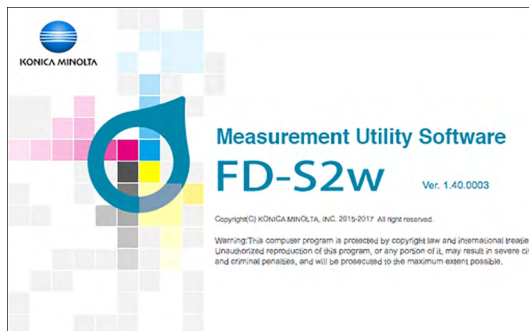 KONICA MINOLTA
Measurement Utility Software
FD-S2w
Ver. 1.40.0003
Copyright(C) KONICA MINOLTA, INC. 2015-2017 All right reserved.
Warning:This computer program is protected by copyright law and international treatie
Unauthorized reproduction of this program, or any portion of it, may result in severe ci
and criminal penalties, and will be prosecuted to the maximum extent possible.